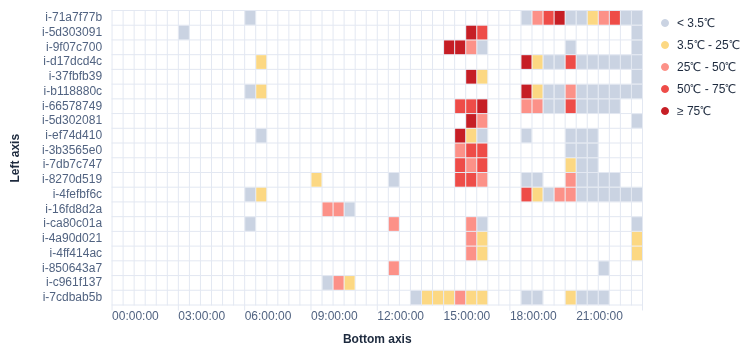 i-71a7f77b
i-5d303091
i-9f07c700
i-d17dcd4c
i-37fbfb39
i-b118880c
i-66578749
i-5d302081
i-ef74d410
i-3b3565e0
i-7db7c747
i-8270d519
i-4fefbf6c
i-16fd8d2a
i-ca80c01a
i-4a90d021
i-4ff414ac
i-850643a7
i-c961f137
i-7cdbab5b
Left axis
00:00:00 03:00:00 06:00:00 09:00:00 12:00:00 15:00:00 18:00:00 21:00:00
Bottom axis
< 3.5℃
3.5℃ - 25℃
25℃ - 50℃
50℃ - 75℃
≥ 75℃